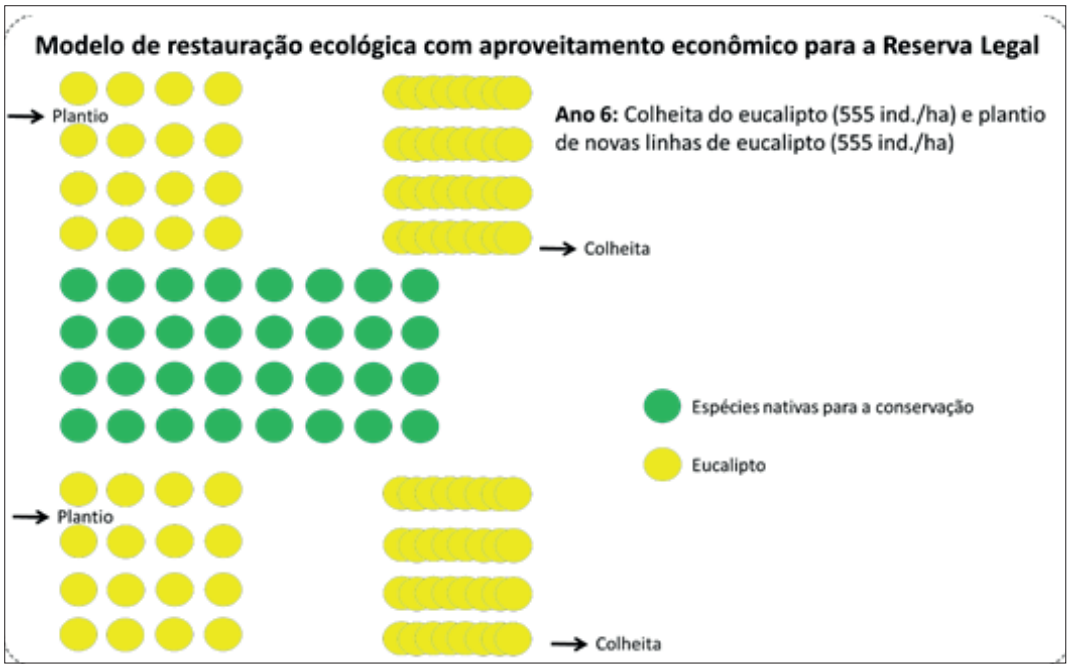 Modelo de restauração ecológica com aproveitamento econômico para a Reserva Legal
Plantio
Ano 6: Colheita do eucalipto (555 ind./ha) e plantio
de novas linhas de eucalipto (555 ind./ha)
Colheita
Espécies nativas para a conservação
Eucalipto
Plantio
Colheita